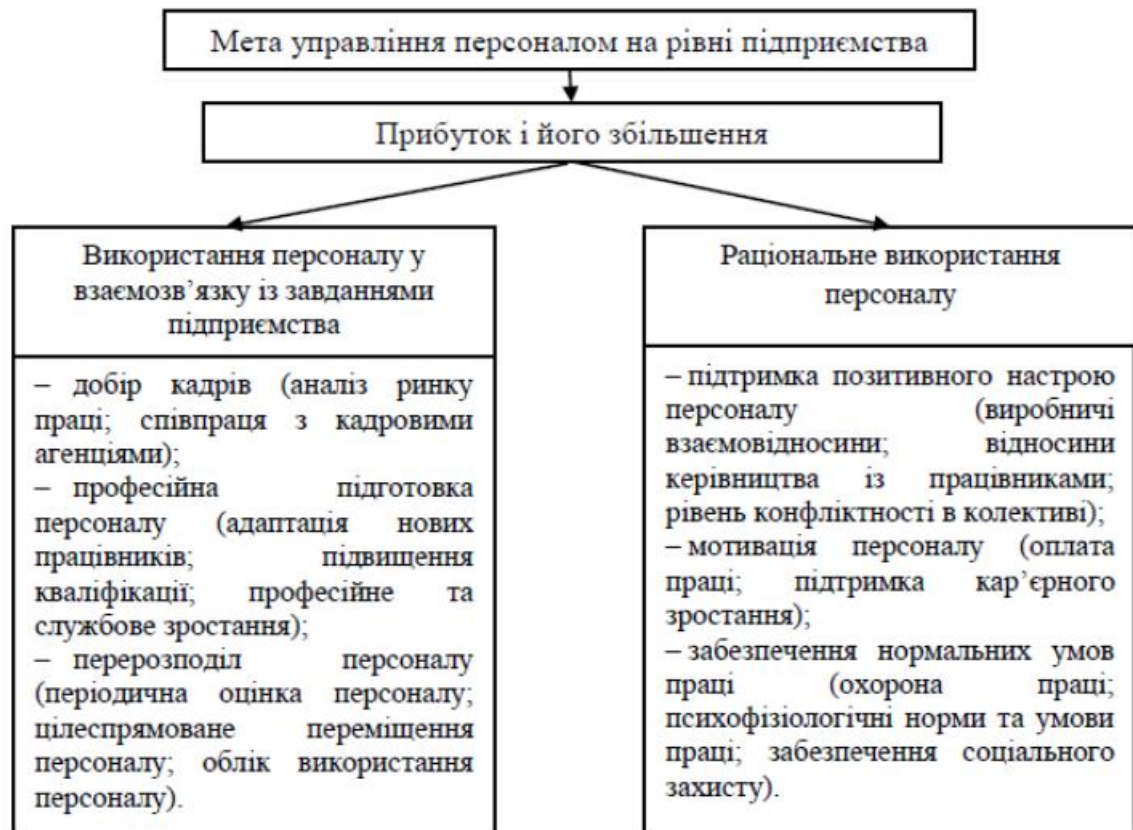 Мета управління персоналом на рівні підприємства
Прибуток і його збільшення
Використання персоналу у
взаємозв’язку із завданнями
підприємства
– добір кадрів (аналіз ринку
праці; співпраця з кадровими
агенціями);
– професійна підготовка
персоналу (адаптація нових
працівників; підвищення
кваліфікації; професійне та
службове зростання);
– перерозподіл персоналу
(періодична оцінка персоналу;
цілеспрямоване переміщення
персоналу; облік використання
персоналу).
Раціональне використання
персоналу
– підтримка позитивного настрою
персоналу (виробничі
взаємовідносини; відносини
керівництва із працівниками;
рівень конфліктності в колективі);
– мотивація персоналу (оплата
праці; підтримка кар’єрного
зростання);
– забезпечення нормальних умов
праці (охорона праці;
психофізіологічні норми та умови
праці; забезпечення соціального
захисту).